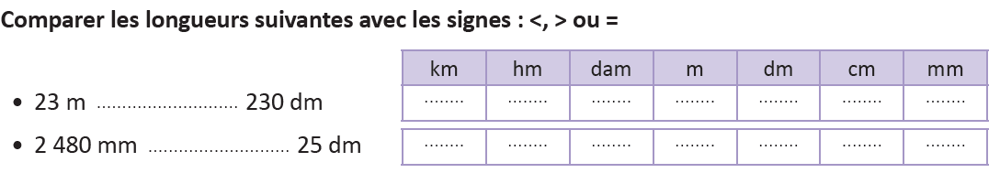 Comparer les longueurs suivantes avec les signes : <, > ou =
km hm dam m dm cm mm
• 23 m ............................ 230 dm ........ ........ ........ ........ ........ ........ ........
• 2 480 mm ............................ 25 dm ........ ........ ........ ........ ........ ........ ........